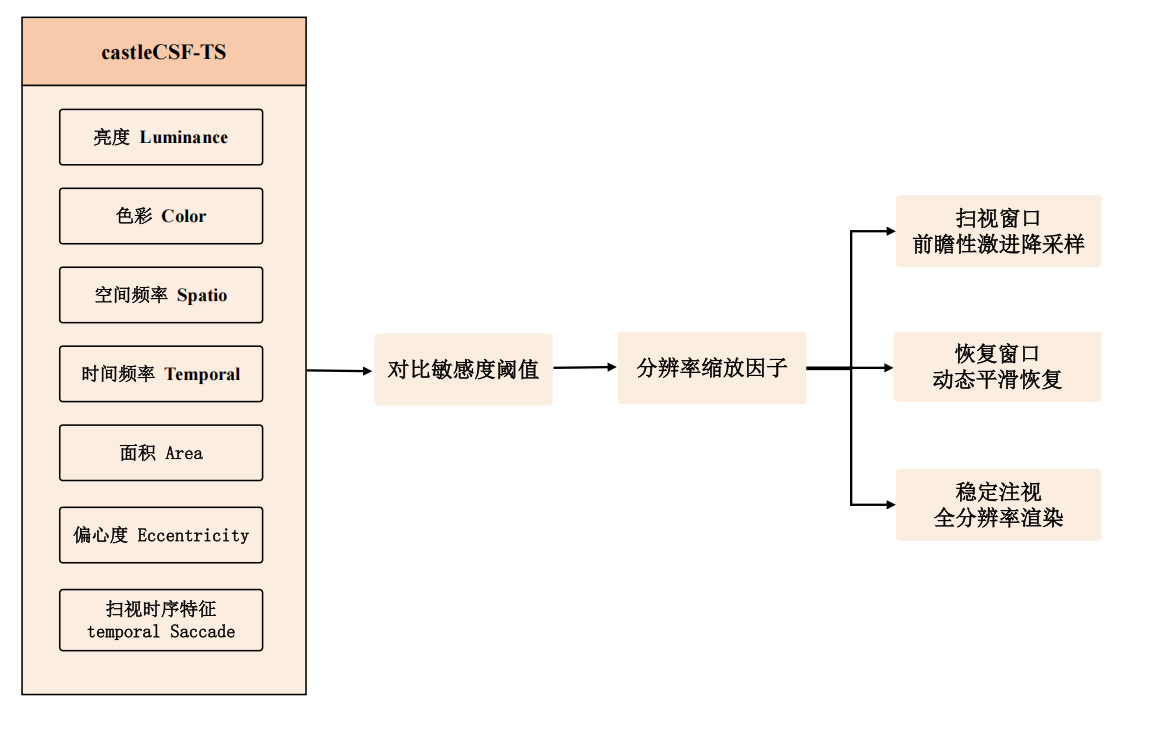 castleCSF-TS
亮度 Luminance
色彩 Color
空间频率 Spatio
时间频率 Temporal
面积 Area
偏心度 Eccentricity
扫视时序特征
temporal Saccade
对比敏感度阈值
分辨率缩放因子
扫视窗口
前瞻性激进降采样
恢复窗口
动态平滑恢复
稳定注视
全分辨率渲染